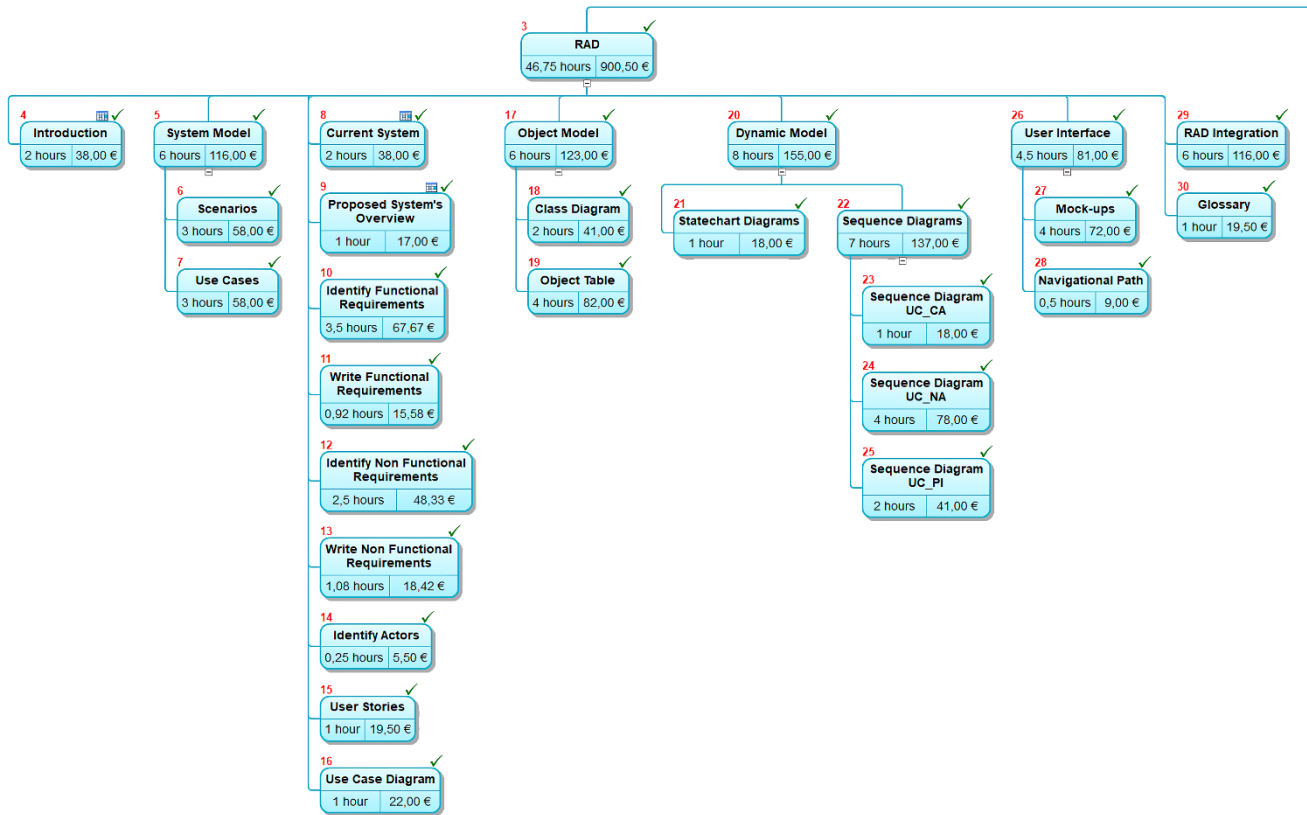 3
RAD
46,75 hours 900,50 €
4
Introduction
2 hours 38,00 €
5
System Model
6 hours 116,00 €
6
Scenarios
3 hours 58,00 €
7
Use Cases
3 hours 58,00 €
8
Current System
2 hours 38,00 €
9
Proposed System's
Overview
1 hour 17,00 €
10
Identify Functional
Requirements
3,5 hours 67,67 €
11
Write Functional
Requirements
0,92 hours 15,58 €
12
Identify Non Functional
Requirements
2,5 hours 48,33 €
13
Write Non Functional
Requirements
1,08 hours 18,42 €
14
Identify Actors
0,25 hours 5,50 €
15
User Stories
1 hour 19,50 €
16
Use Case Diagram
1 hour 22,00 €
17
Object Model
6 hours 123,00 €
18
Class Diagram
2 hours 41,00 €
19
Object Table
4 hours 82,00 €
20
Dynamic Model
8 hours 155,00 €
21
Statechart Diagrams
1 hour 18,00 €
22
Sequence Diagrams
7 hours 137,00 €
23
Sequence Diagram
UC_CA
1 hour 18,00 €
24
Sequence Diagram
UC_NA
4 hours 78,00 €
25
Sequence Diagram
UC_PI
2 hours 41,00 €
26
User Interface
4,5 hours 81,00 €
27
Mock-ups
4 hours 72,00 €
28
Navigational Path
0,5 hours 9,00 €
29
RAD Integration
6 hours 116,00 €
30
Glossary
1 hour 19,50 €